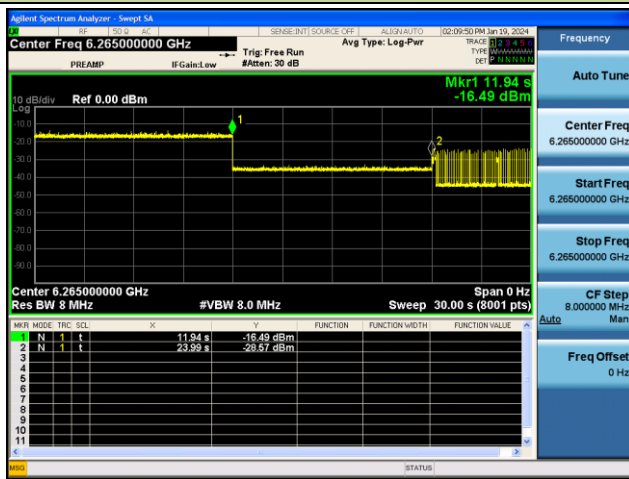 Agilent Spectrum Analyzer - Swept SA
RF 50 Ω AC SENSE:INT SOURCE OFF ALIGN AUTO 02:09:50 PM Jan 19, 2024
Center Freq 6.265000000 GHz Avg Type: Log-Pwr TRACE 1 2 3 4 5 6
Trig: Free Run TYPE
PREAMP IFGain:Low #Atten: 30 dB DET P N N N N N
Mkr1 11.94 s
10 dB/div Ref 0.00 dBm -16.49 dBm
Log
-10.0
1
-20.0
2
-30.0
-40.0
-50.0
-60.0
-70.0
-80.0
-90.0
Center 6.265000000 GHz Span 0 Hz
Res BW 8 MHz #VBW 8.0 MHz Sweep 30.00 s (8001 pts)
MKR MODE TRC SCL X Y FUNCTION FUNCTION WIDTH FUNCTION VALUE
1 N 1 t 11.94 s -16.49 dBm
2 N 1 t 23.99 s -28.57 dBm
3
4
5
6
7
8
9
10
11
MSG STATUS
Frequency
Auto Tune
Center Freq
6.265000000 GHz
Start Freq
6.265000000 GHz
Stop Freq
6.265000000 GHz
CF Step
8.000000 MHz
Auto Man
Freq Offset
0 Hz